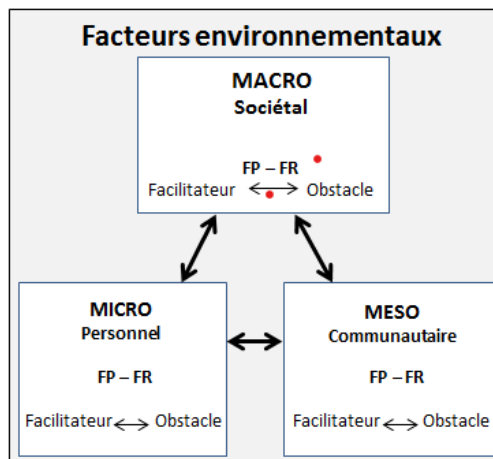 Facteurs environnementaux
MACRO
Sociétal
FP – FR
Facilitateur Obstacle
MICRO
Personnel
FP – FR
Facilitateur Obstacle
MESO
Communautaire
FP – FR
Facilitateur Obstacle